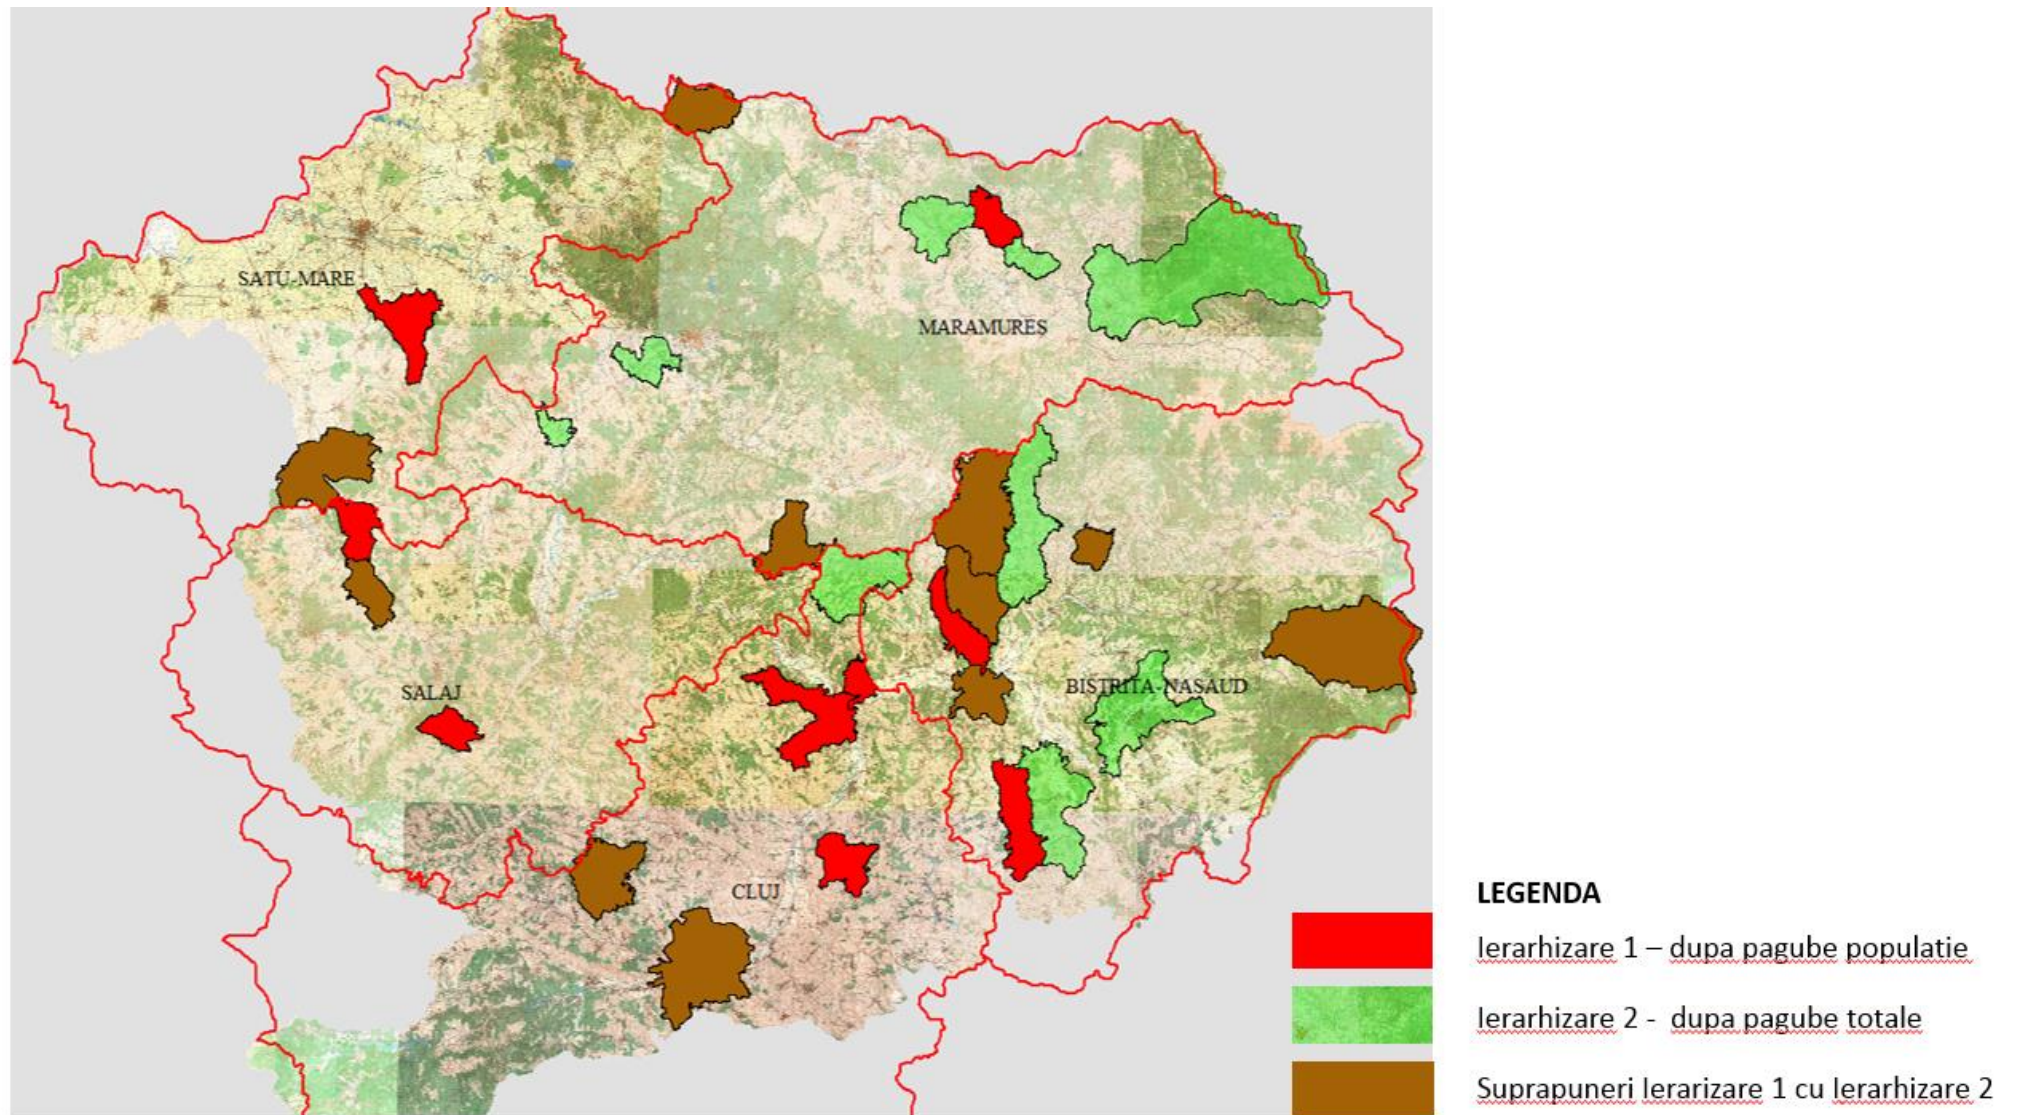 SATU-MARE
MARAMURES
SALAJ
BISTRITA-NASAUD
CLUJ
LEGENDA
Ierarhizare 1 – dupa pagube populatie
Ierarhizare 2 - dupa pagube totale
Suprapuneri Ierarizare 1 cu Ierarhizare 2